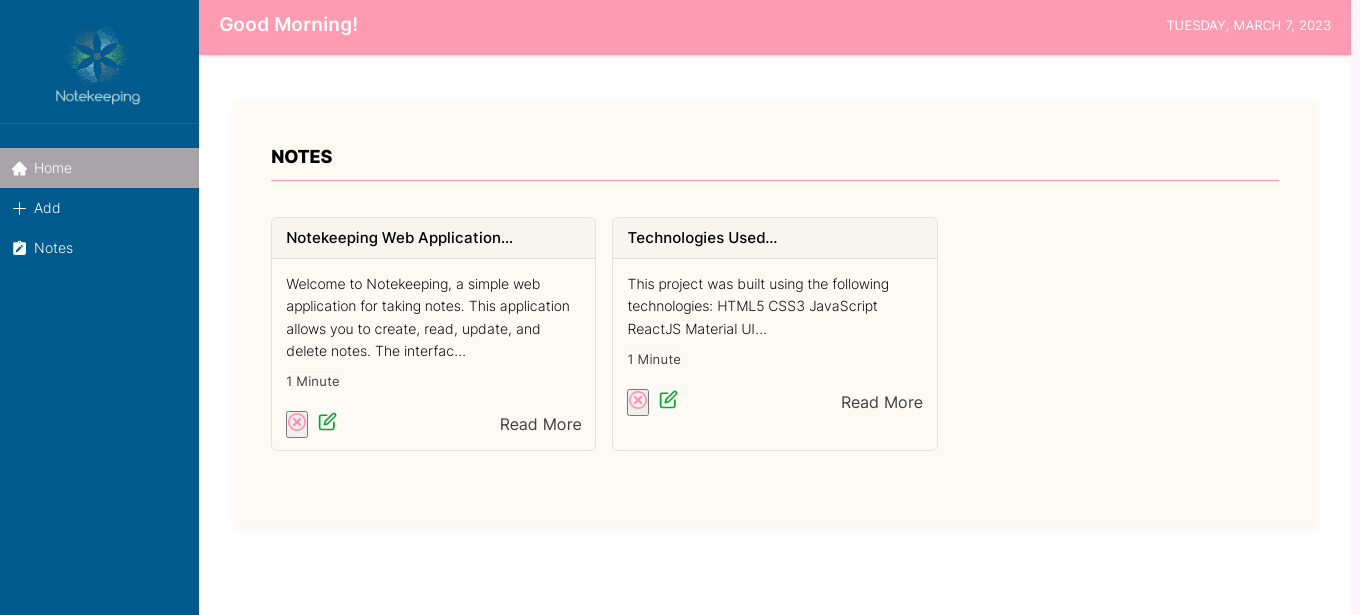 Good Morning!
TUESDAY, MARCH 7, 2023
Notekeeping
Home
Add
Notes
NOTES
Notekeeping Web Application...
Welcome to Notekeeping, a simple web
application for taking notes. This application
allows you to create, read, update, and
delete notes. The interfac...
1 Minute
Read More
Technologies Used...
This project was built using the following
technologies: HTML5 CSS3 JavaScript
ReactJS Material UI...
1 Minute
Read More